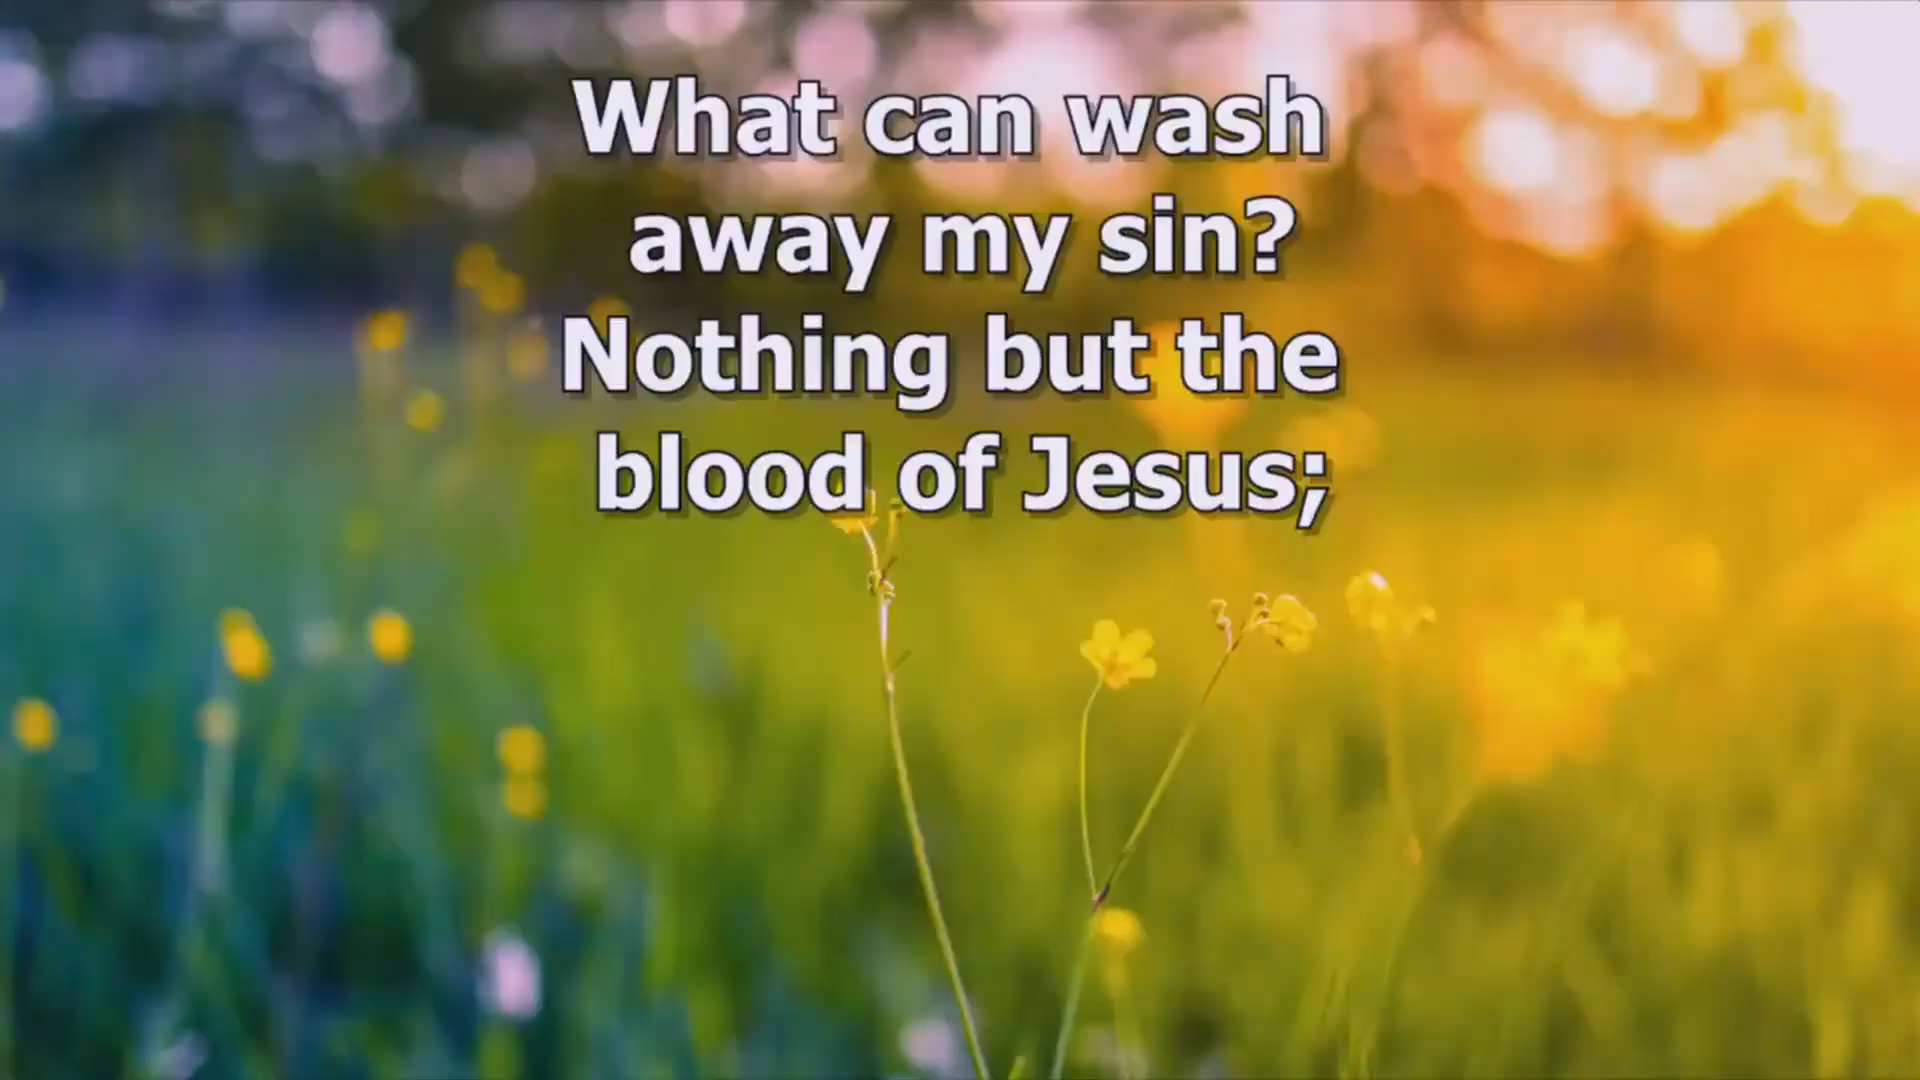 What can wash
away my sin?
Nothing but the
blood of Jesus;